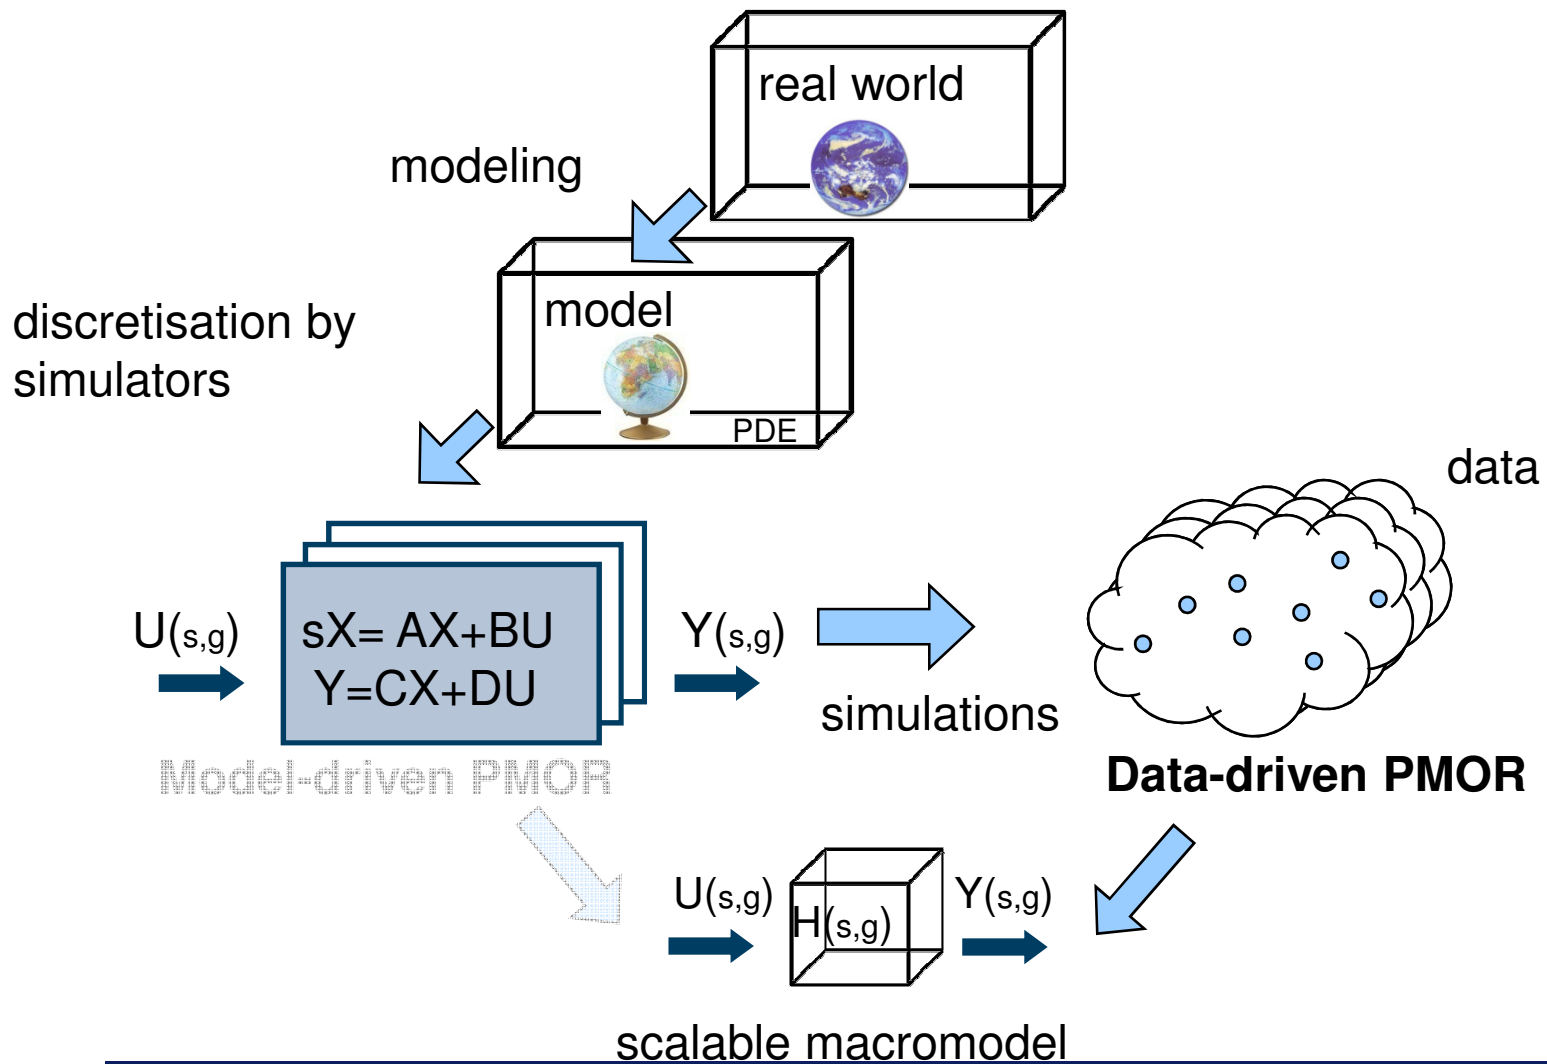 real world
modeling
model
PDE
discretisation by
simulators
data
U(s,g)
sX= AX+BU
Y=CX+DU
Y(s,g)
simulations
Model-driven PMOR
Data-driven PMOR
U(s,g)
H(s,g)
Y(s,g)
scalable macromodel